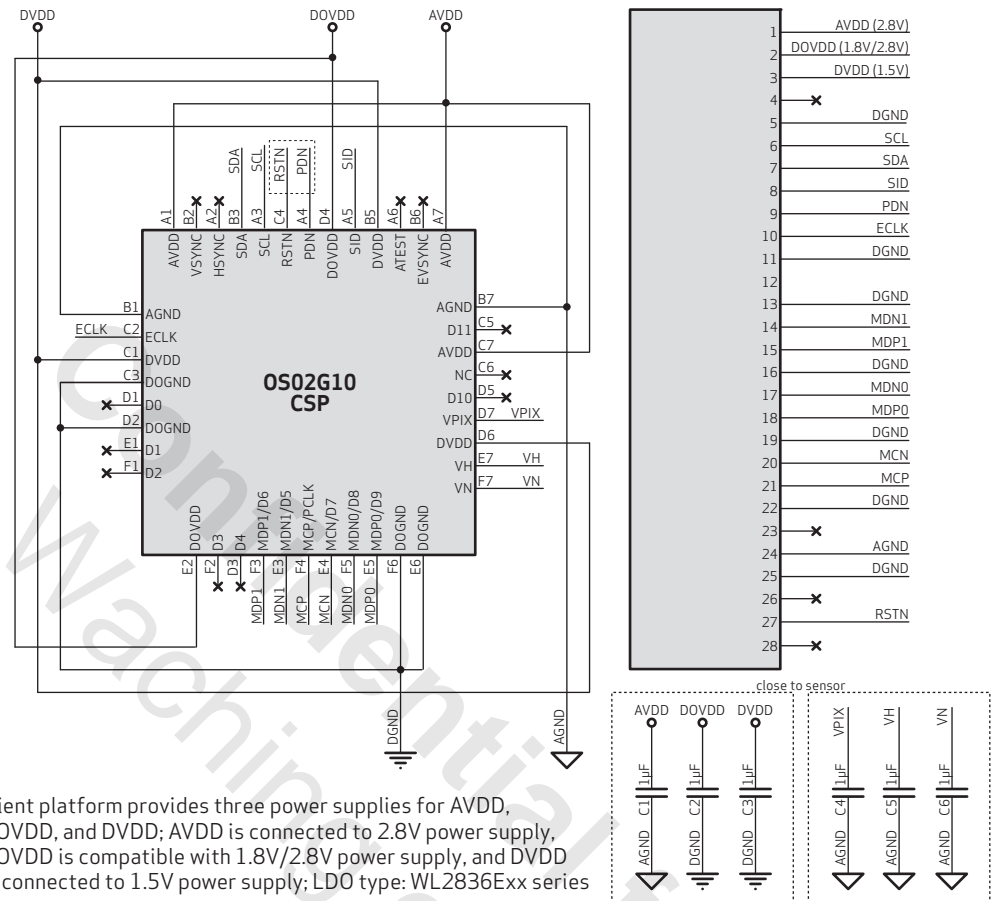 DVDD
DOVDD
AVDD
SDA
SCL
RSTN
PDN
SID
A1
B2
A2
B3
A3
C4
A4
D4
A5
B5
A6
B6
A7
AVDD
VSYNC
HSYNC
SDA
SCL
RSTN
PDN
DOVDD
SID
DVDD
ATEST
EVSYNC
AVDD
B1 AGND
ECLK C2 ECLK
C1 DVDD
C3 DOGND
D1 D0
D2 DOGND
E1 D1
F1 D2
OS02G10
CSP
AGND B7
D11 C5
AVDD C7
NC C6
D10 D5
VPIX D7 VPIX
DVDD D6
VH E7 VH
VN F7 VN
DOVDD
D3
D4
MDP1/D6
MDN1/D5
MCP/PCLK
MCN/D7
MDN0/D8
MDP0/D9
DOGND
DOGND
E2
F2
D3
F3
E3
F4
E4
F5
E5
F6
E6
MDP1
MDN1
MCP
MCN
MDN0
MDP0
DGND
AGND
1 AVDD (2.8V)
2 DOVDD (1.8V/2.8V)
3 DVDD (1.5V)
4
5 DGND
6 SCL
7 SDA
8 SID
9 PDN
10 ECLK
11 DGND
12
13 DGND
14 MDN1
15 MDP1
16 DGND
17 MDN0
18 MDP0
19 DGND
20 MCN
21 MCP
22 DGND
23
24 AGND
25 DGND
26
27 RSTN
28
close to sensor
AVDD DOVDD DVDD
C1 1µF
C2 1µF
C3 1µF
AGND
DGND
DGND
VPIX
VH
VN
C4 1µF
C5 1µF
C6 1µF
AGND
AGND
AGND
ient platform provides three power supplies for AVDD,
OVDD, and DVDD; AVDD is connected to 2.8V power supply,
OVDD is compatible with 1.8V/2.8V power supply, and DVDD
connected to 1.5V power supply; LDO type: WL2836Exx series
Confidential f
Waching